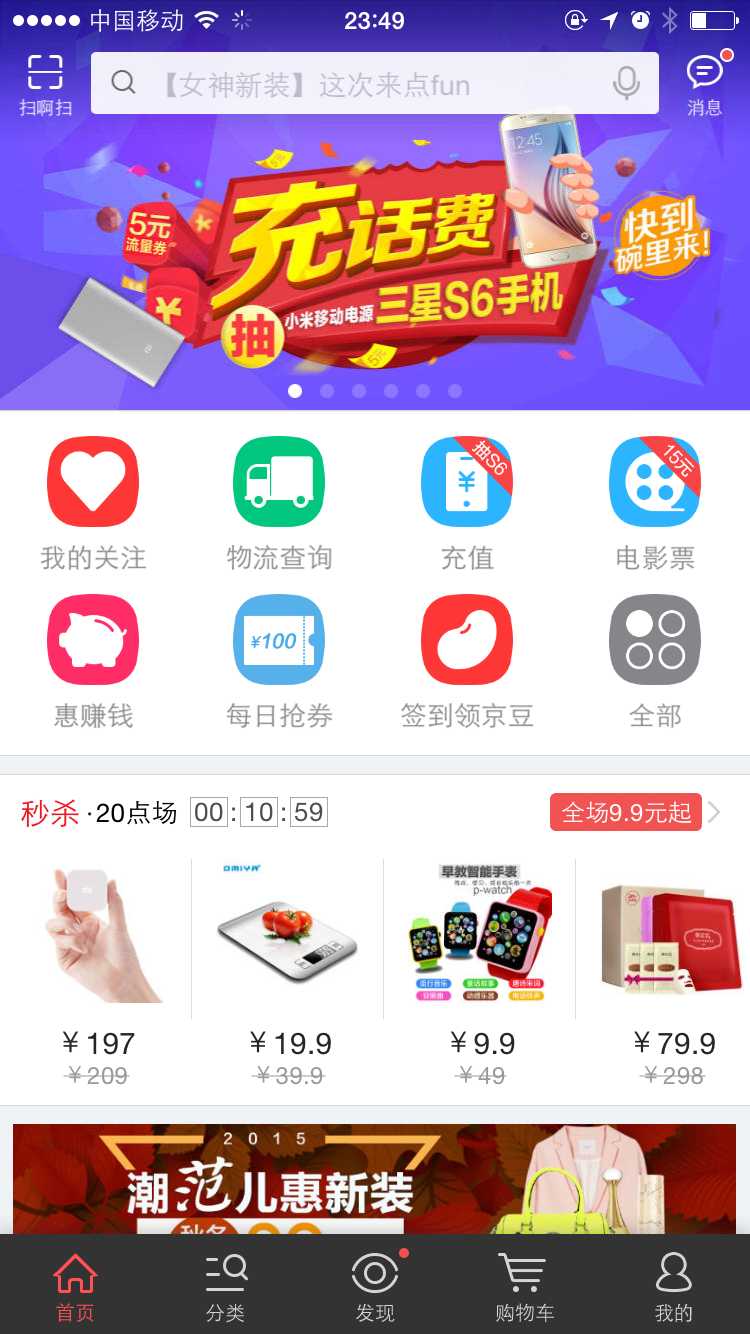 中国移动
23:49
扫啊扫
【女神新装】这次来点fun
消息
12:45
5元
流量券
充话费
快到
碗里来!
抽
小米移动电源 三星S6手机
抽S6
15元
我的关注
物流查询
充值
电影票
¥100
惠赚钱
每日抢券
签到领京豆
全部
秒杀·20点场 00:10:59
全场9.9元起
早教智能手表
p-watch
¥197
¥19.9
¥9.9
¥79.9
¥209
¥39.9
¥49
¥298
2015
潮范儿惠新装
首页
分类
发现
购物车
我的